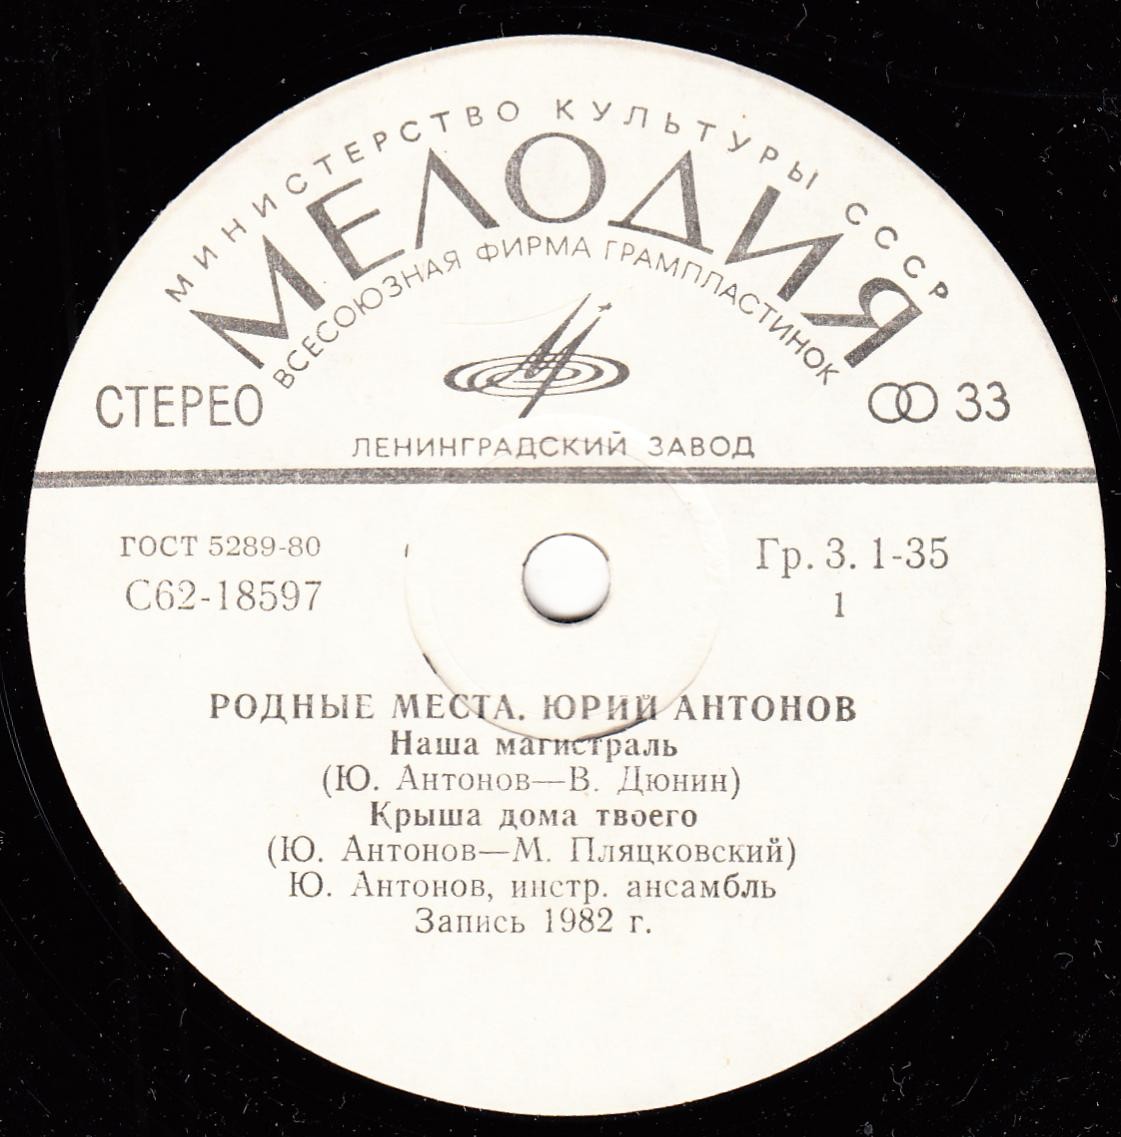 МИНИСТЕРСТВО КУЛЬТУРЫ СССР
МЕЛОДИЯ
ВСЕСОЮЗНАЯ ФИРМА ГРАМПЛАСТИНОК
СТЕРЕО
33
ЛЕНИНГРАДСКИЙ ЗАВОД
ГОСТ 5289-80
Гр. 3. 1-35
С62-18597
1
РОДНЫЕ МЕСТА. ЮРИЙ АНТОНОВ
Наша магистраль
(Ю. Антонов—В. Дюнин)
Крыша дома твоего
(Ю. Антонов—М. Пляцковский)
Ю. Антонов, инстр. ансамбль
Запись 1982 г.